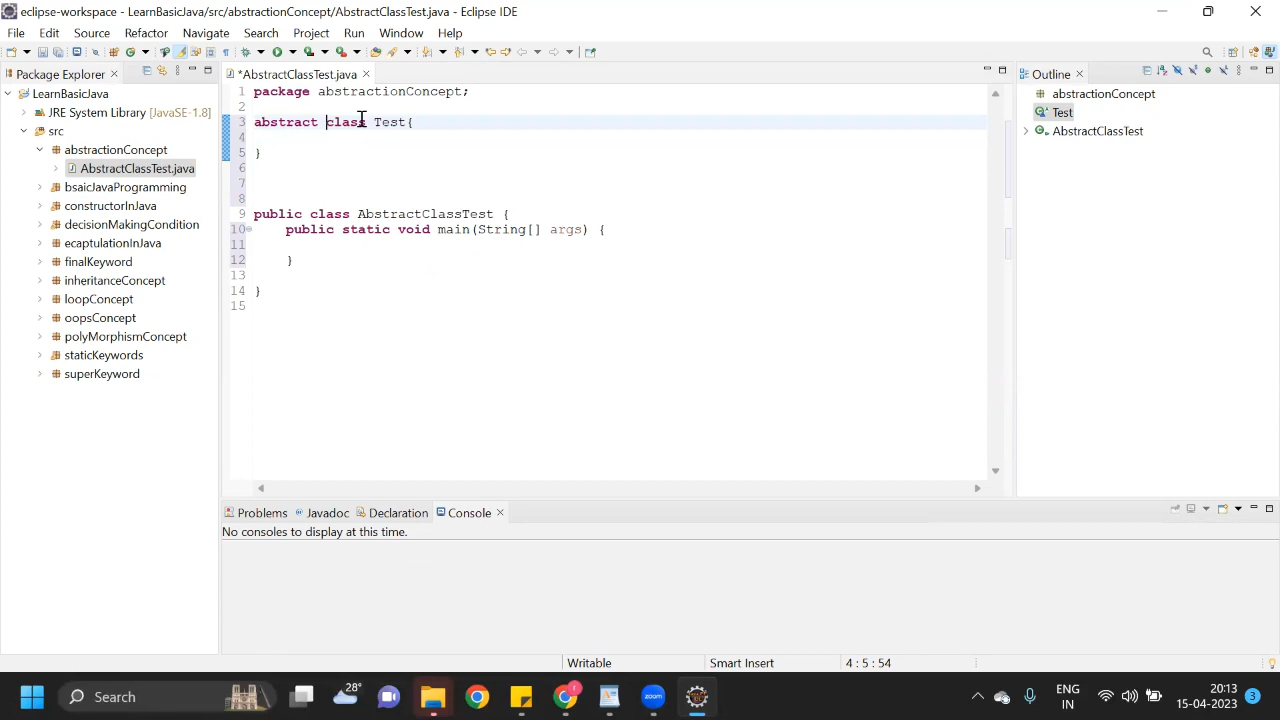 eclipse-workspace - LearnBasicJava/src/abstractionConcept/AbstractClassTest.java - Eclipse IDE
File Edit Source Refactor Navigate Search Project Run Window Help
Package Explorer
*AbstractClassTest.java
Outline
LearnBasicJava
JRE System Library [JavaSE-1.8]
src
abstractionConcept
AbstractClassTest.java
bsaicJavaProgramming
constructorInJava
decisionMakingCondition
ecaptulationInJava
finalKeyword
inheritanceConcept
loopConcept
oopsConcept
polyMorphismConcept
staticKeywords
superKeyword
1 package abstractionConcept;
2
3 abstract class Test{
4
5 }
6
7
8
9 public class AbstractClassTest {
10 public static void main(String[] args) {
11
12 }
13
14 }
15
abstractionConcept
Test
AbstractClassTest
Problems Javadoc Declaration Console
No consoles to display at this time.
Writable Smart Insert 4 : 5 : 54
Search
28°
zoom
ENG
IN
20:13
15-04-2023
3